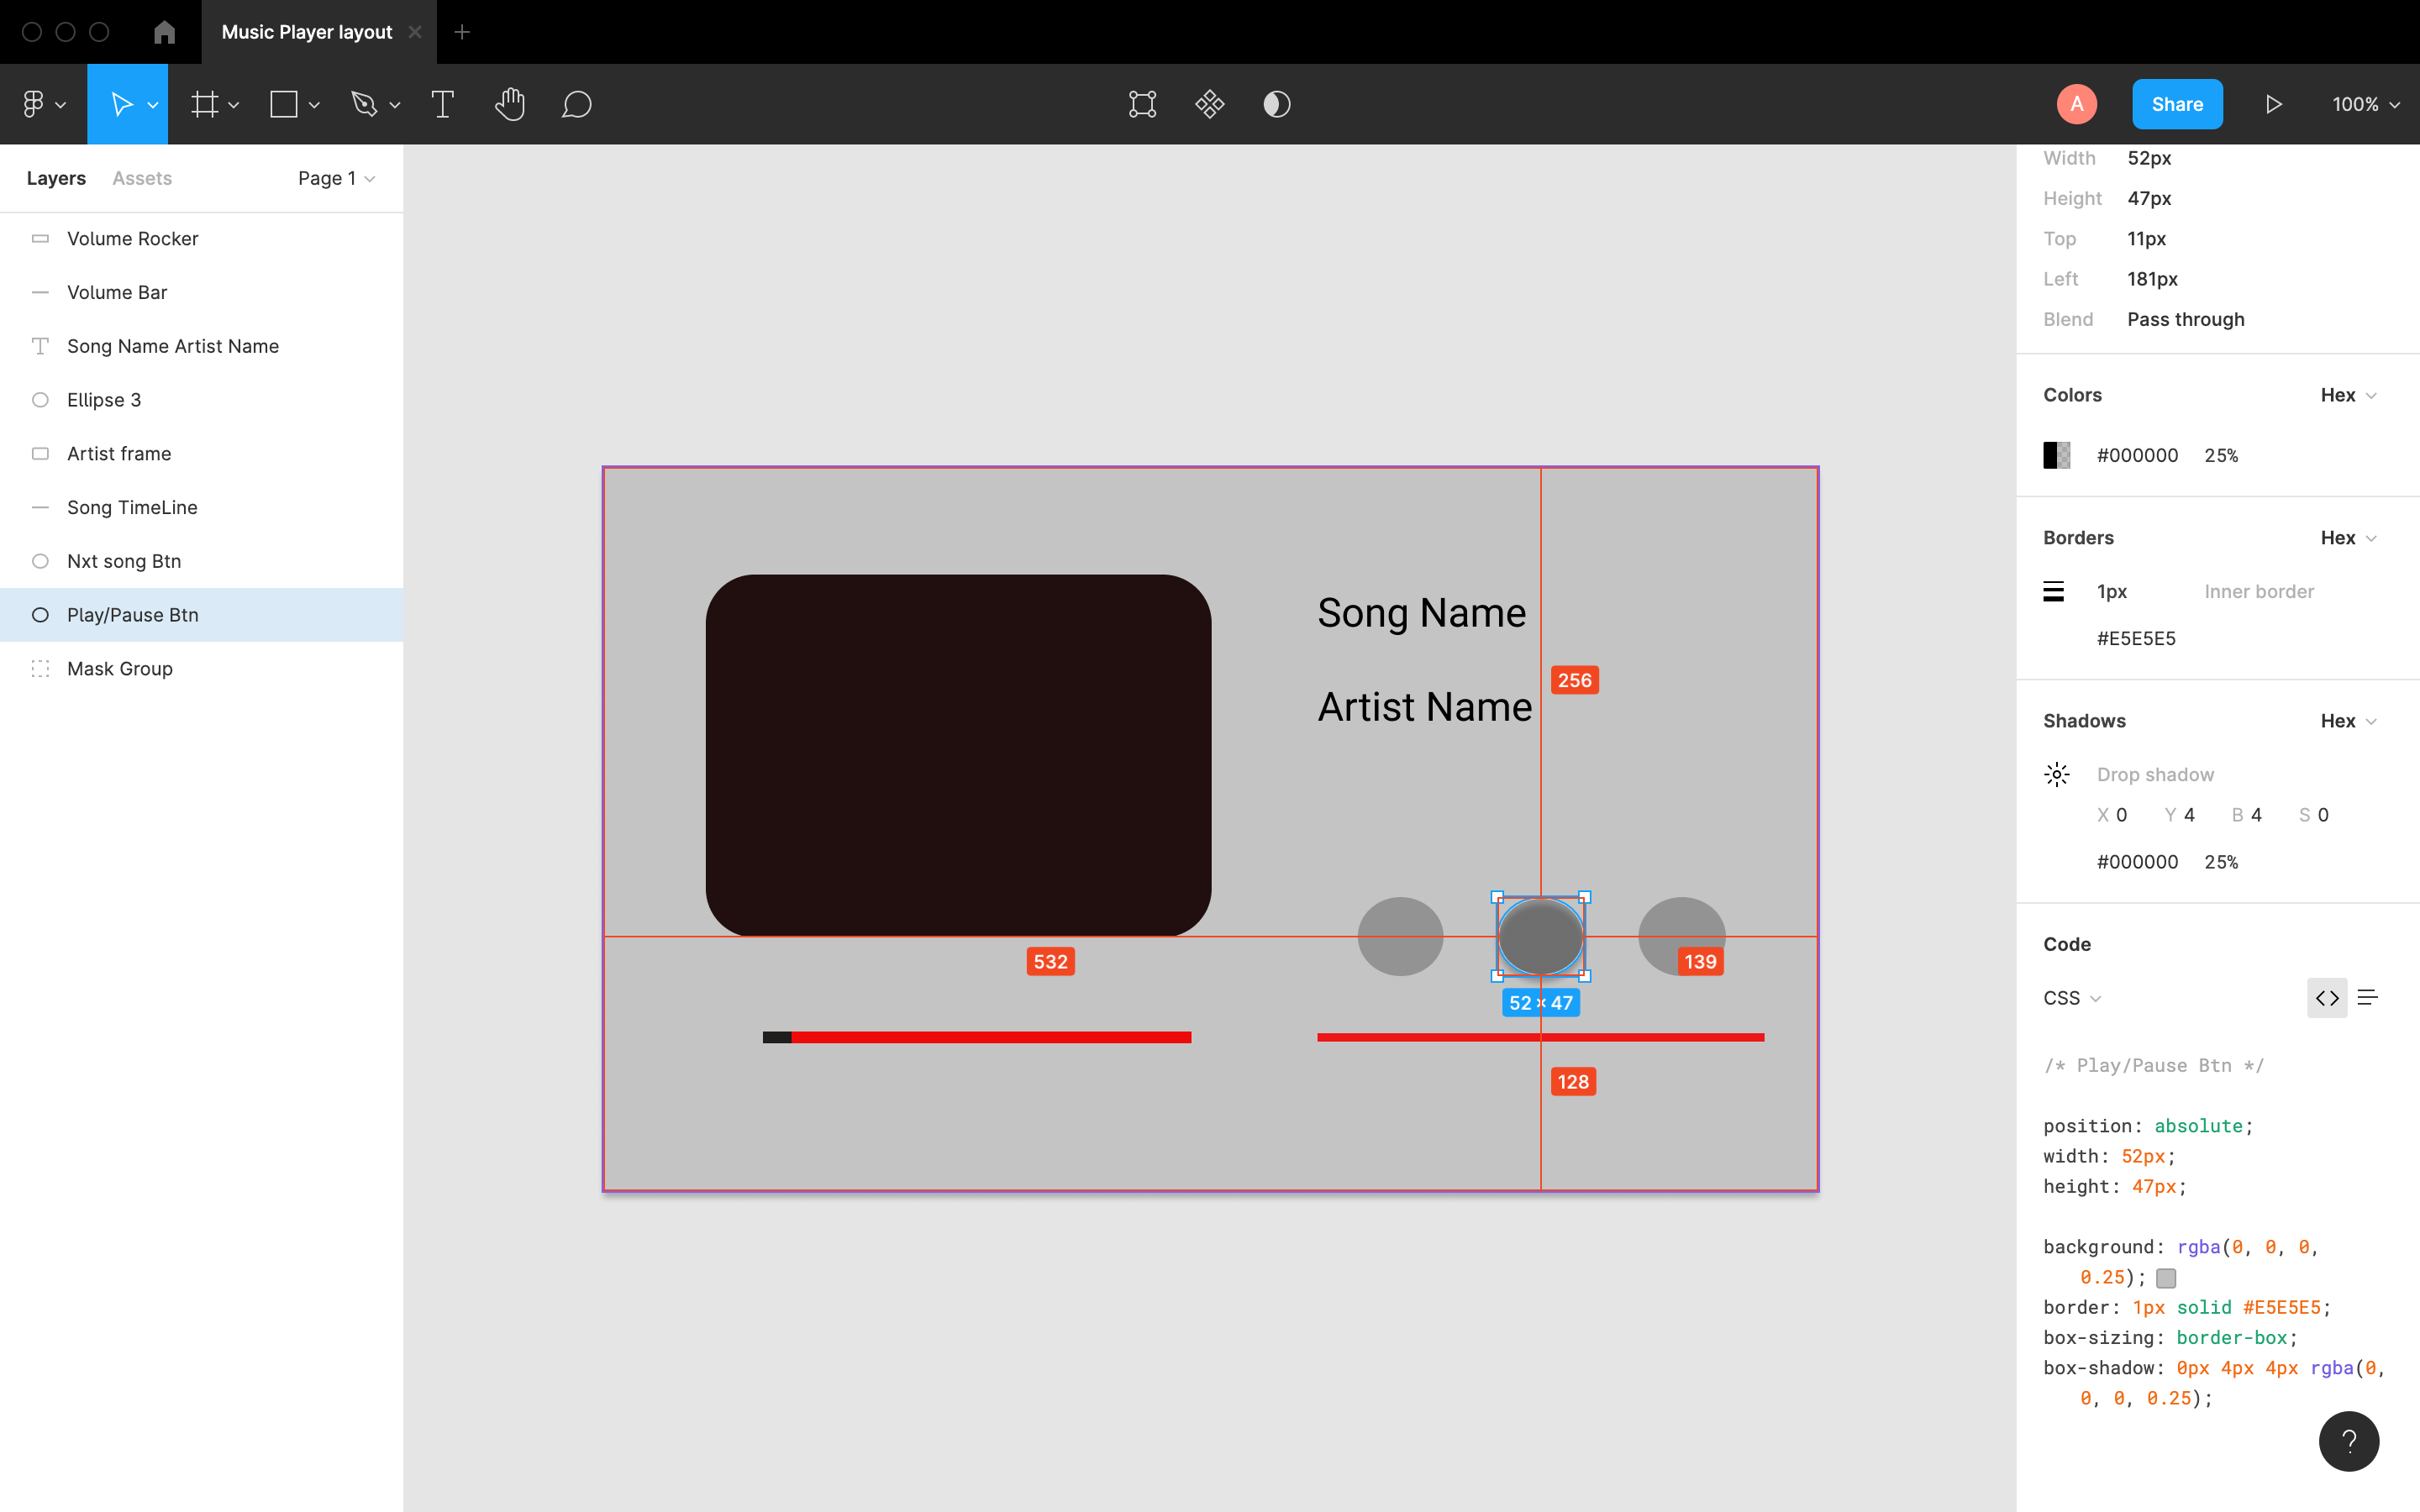 Music Player layout
A
Share
100%
Layers
Assets
Page 1
Volume Rocker
Volume Bar
Song Name Artist Name
Ellipse 3
Artist frame
Song TimeLine
Nxt song Btn
Play/Pause Btn
Mask Group
Song Name
Artist Name
256
532
139
52 × 47
128
Width 52px
Height 47px
Top 11px
Left 181px
Blend Pass through
Colors Hex
#000000 25%
Borders Hex
1px Inner border
#E5E5E5
Shadows Hex
Drop shadow
X 0 Y 4 B 4 S 0
#000000 25%
Code
CSS
/* Play/Pause Btn */
position: absolute;
width: 52px;
height: 47px;
background: rgba(0, 0, 0,
0.25);
border: 1px solid #E5E5E5;
box-sizing: border-box;
box-shadow: 0px 4px 4px rgba(0,
0, 0, 0.25);
?